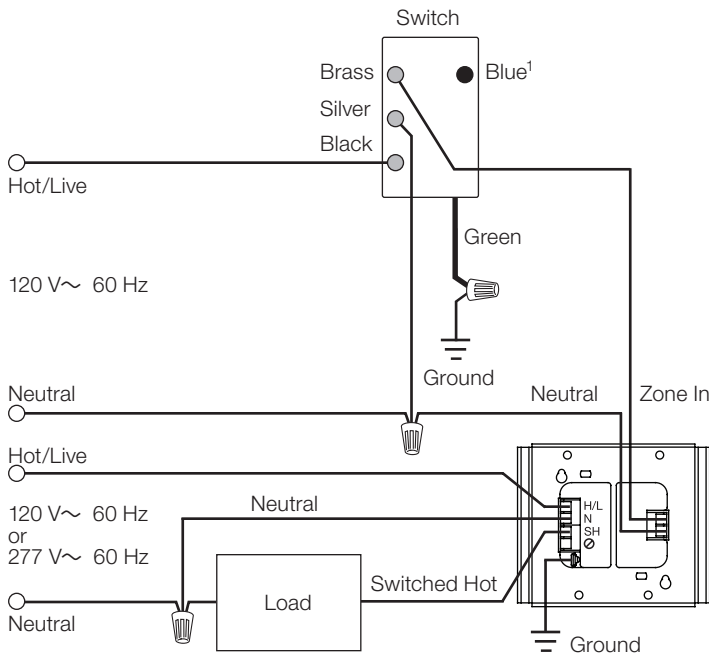 Switch
Brass
Blue¹
Silver
Black
Hot/Live
Green
120 V～ 60 Hz
Ground
Neutral
Neutral
Zone In
Hot/Live
Neutral
H/L
N
SH
120 V～ 60 Hz
or
277 V～ 60 Hz
Switched Hot
Load
Neutral
Ground